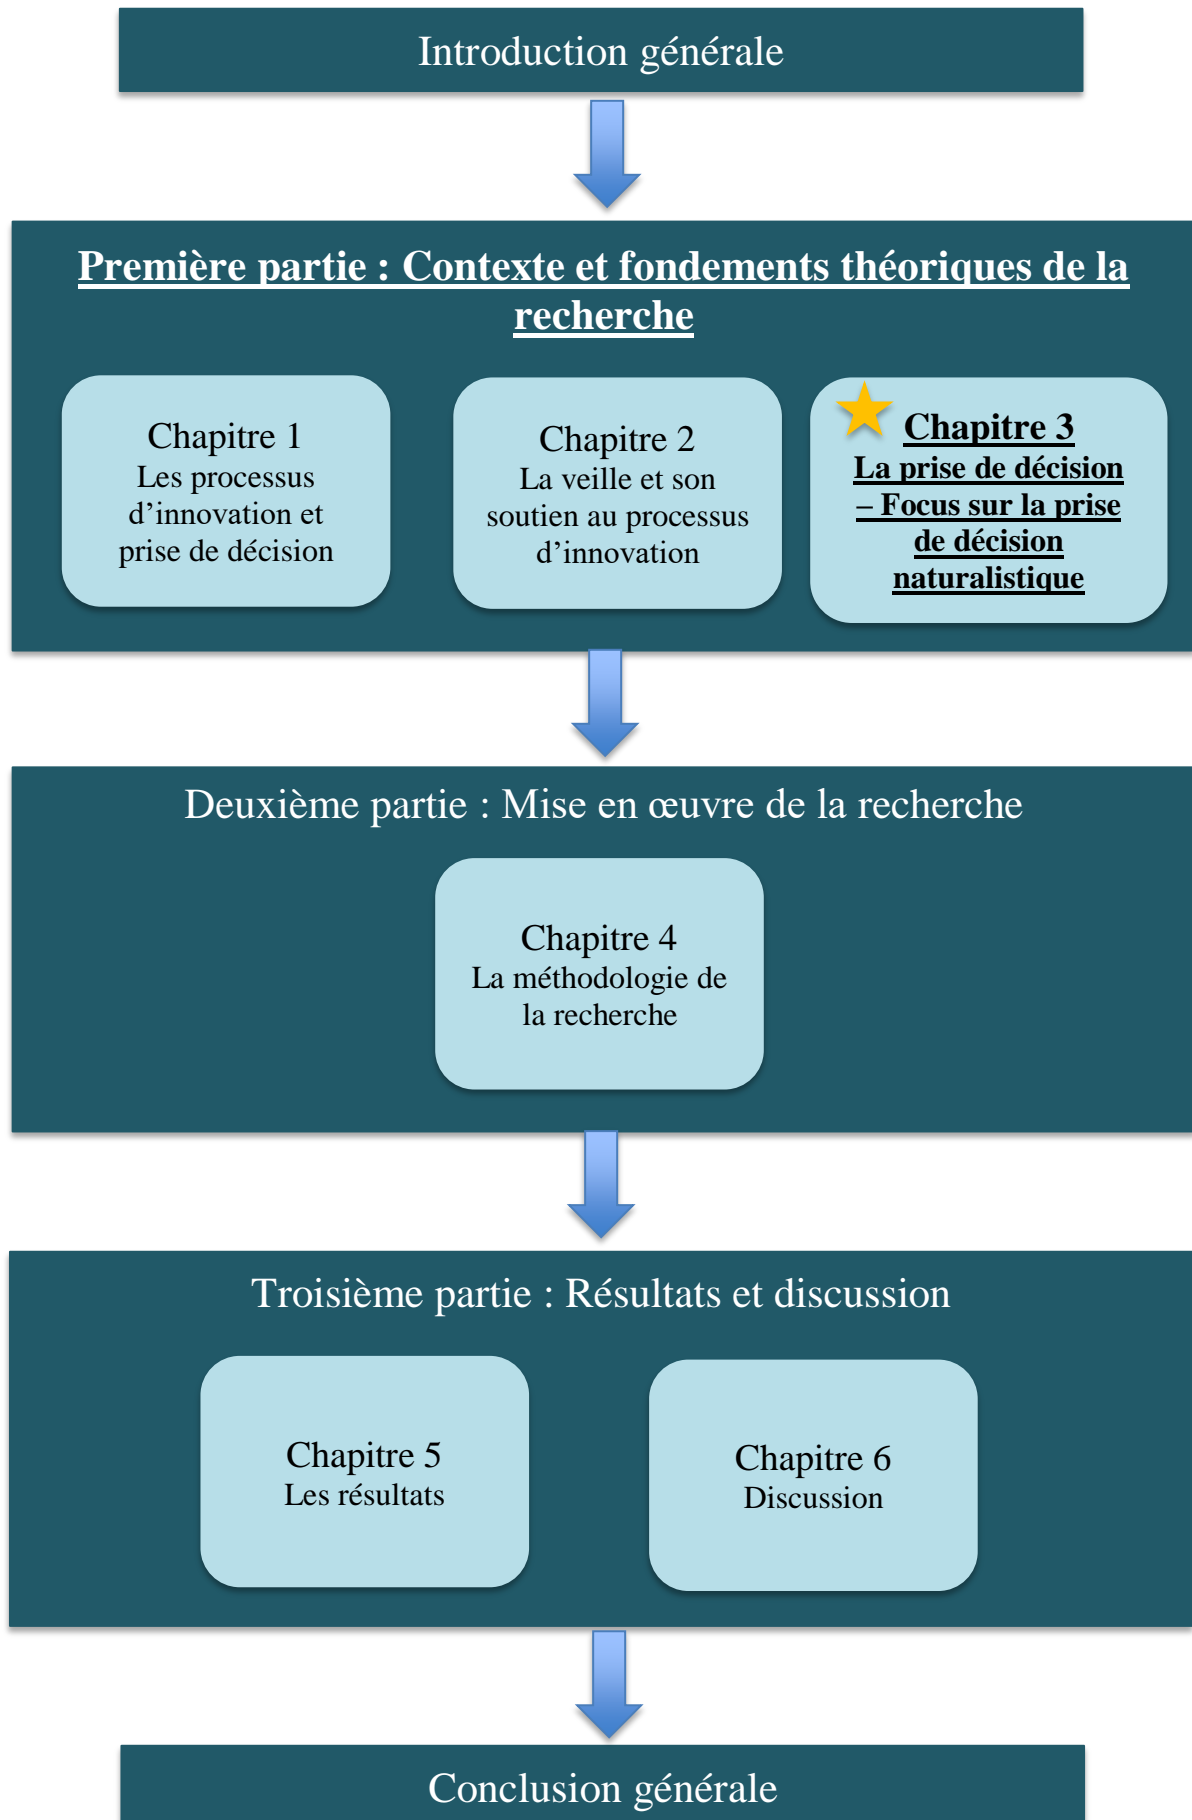 Introduction générale
Première partie : Contexte et fondements théoriques de la
recherche
Chapitre 1
Les processus
d’innovation et
prise de décision
Chapitre 2
La veille et son
soutien au processus
d’innovation
Chapitre 3
La prise de décision
– Focus sur la prise
de décision
naturalistique
Deuxième partie : Mise en œuvre de la recherche
Chapitre 4
La méthodologie de
la recherche
Troisième partie : Résultats et discussion
Chapitre 5
Les résultats
Chapitre 6
Discussion
Conclusion générale